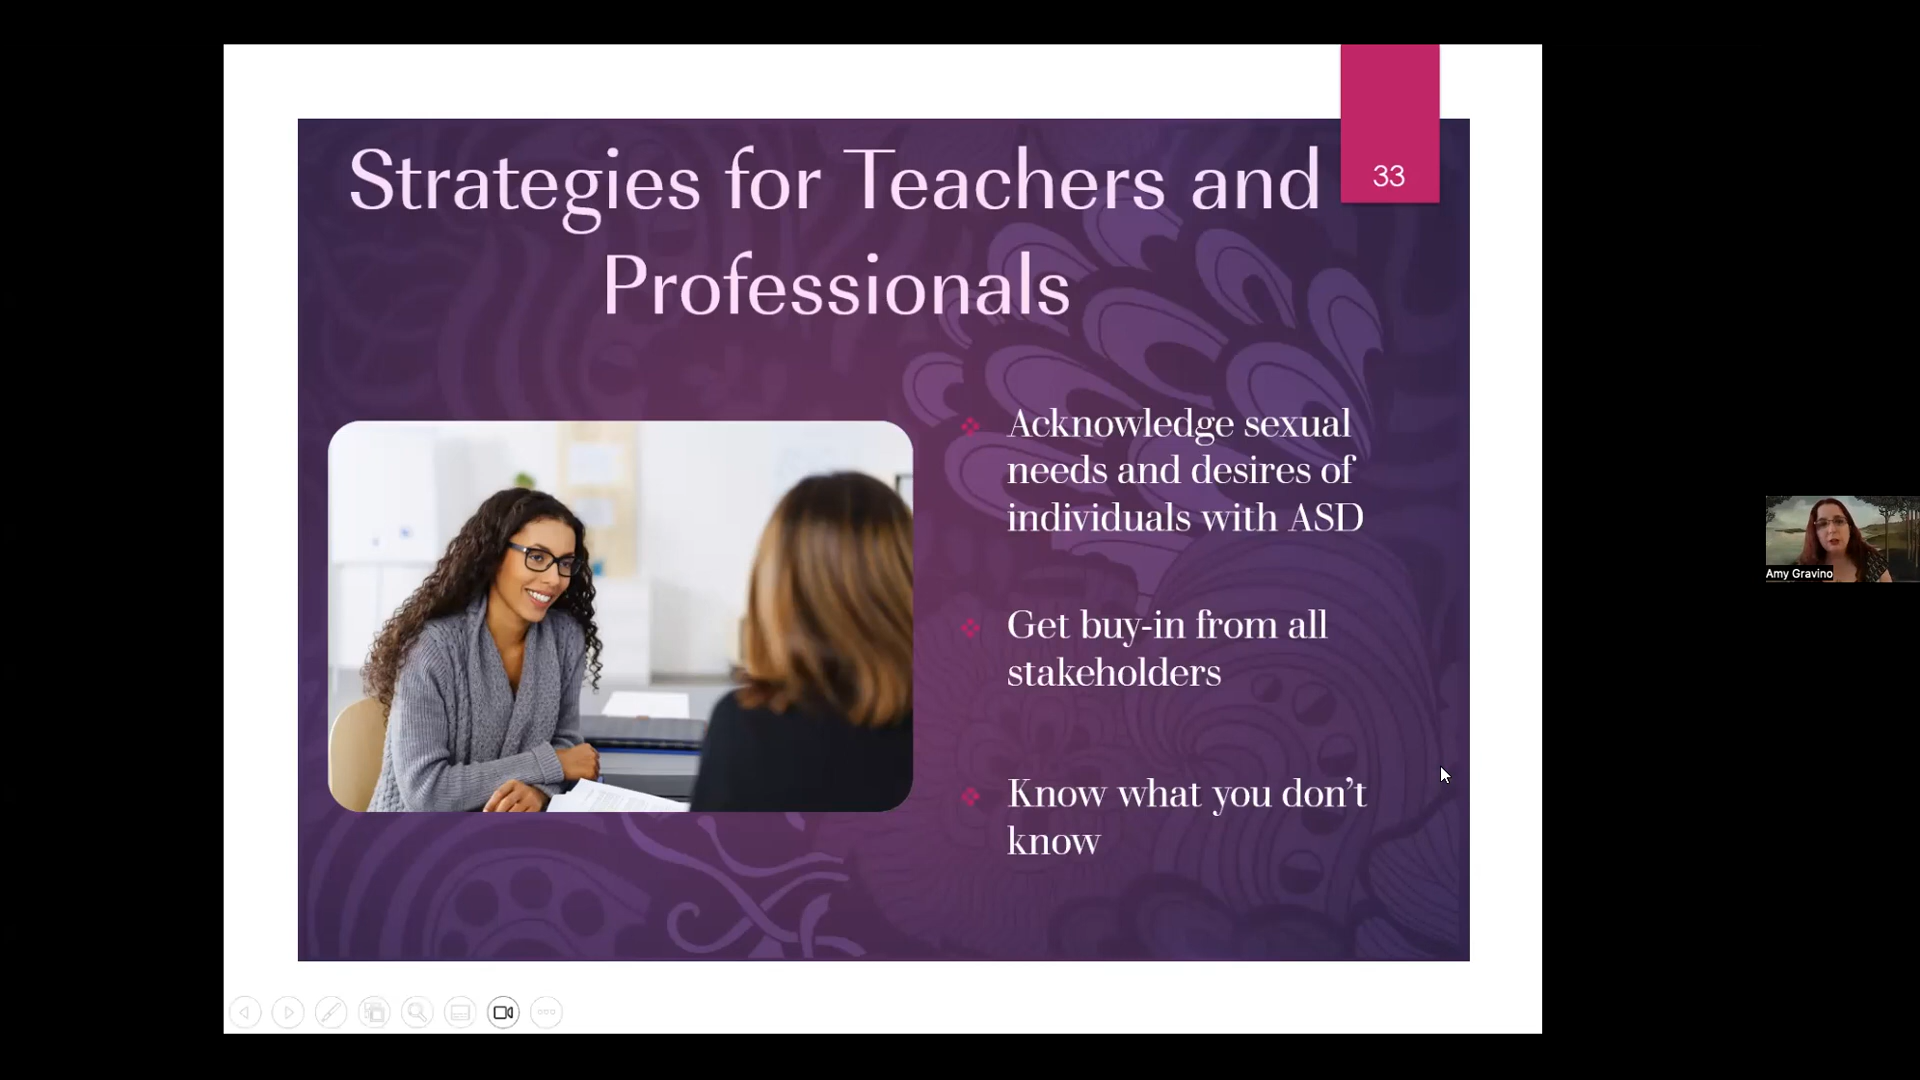 33
Strategies for Teachers and
Professionals
Acknowledge sexual
needs and desires of
individuals with ASD
Get buy-in from all
stakeholders
Know what you don’t
know
Amy Gravino